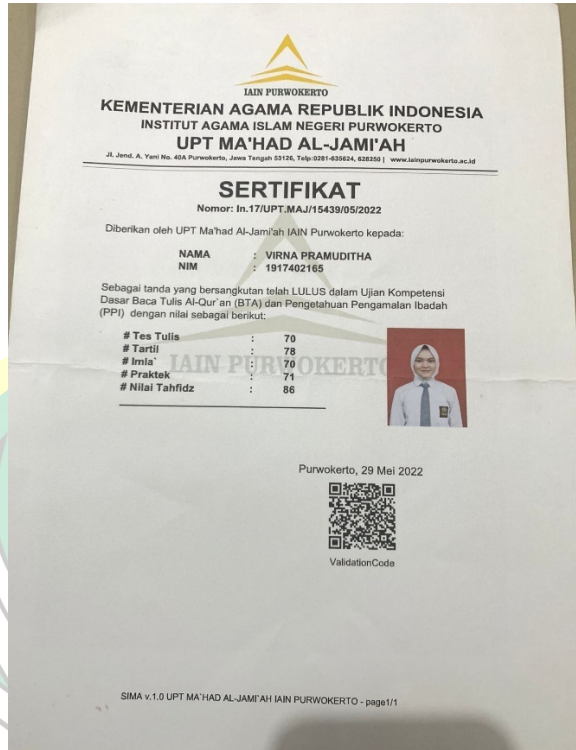 IAIN PURWOKERTO
KEMENTERIAN AGAMA REPUBLIK INDONESIA
INSTITUT AGAMA ISLAM NEGERI PURWOKERTO
UPT MA'HAD AL-JAMI'AH
Jl. Jend. A. Yani No. 40A Purwokerto, Jawa Tengah 53126, Telp:0281-635624, 628250 | www.iainpurwokerto.ac.id
SERTIFIKAT
Nomor: In.17/UPT.MAJ/15439/05/2022
Diberikan oleh UPT Ma'had Al-Jami'ah IAIN Purwokerto kepada:
NAMA : VIRNA PRAMUDITHA
NIM : 1917402165
Sebagai tanda yang bersangkutan telah LULUS dalam Ujian Kompetensi
Dasar Baca Tulis Al-Qur`an (BTA) dan Pengetahuan Pengamalan Ibadah
(PPI) dengan nilai sebagai berikut:
# Tes Tulis : 70
# Tartil : 78
# Imla` : 70
# Praktek : 71
# Nilai Tahfidz : 86
IAIN PURWOKERTO
Purwokerto, 29 Mei 2022
ValidationCode
SIMA v.1.0 UPT MA`HAD AL-JAMI`AH IAIN PURWOKERTO - page1/1